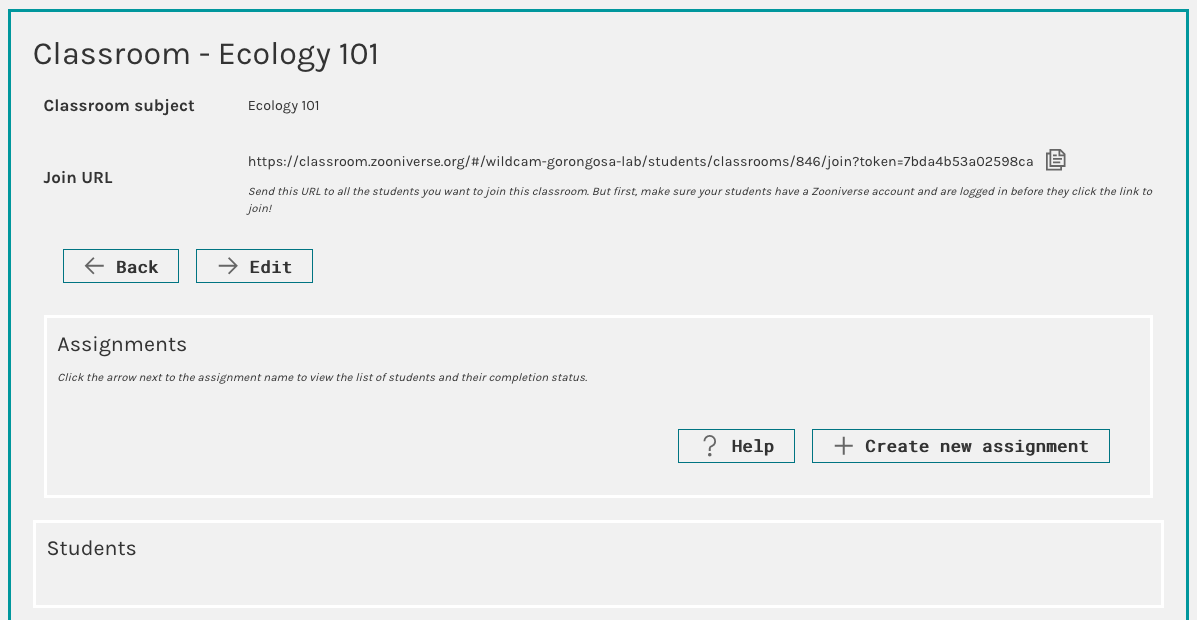 Classroom - Ecology 101
Classroom subject
Ecology 101
Join URL
https://classroom.zooniverse.org/#/wildcam-gorongosa-lab/students/classrooms/846/join?token=7bda4b53a02598ca
Send this URL to all the students you want to join this classroom. But first, make sure your students have a Zooniverse account and are logged in before they click the link to
join!
Back
Edit
Assignments
Click the arrow next to the assignment name to view the list of students and their completion status.
? Help
+ Create new assignment
Students